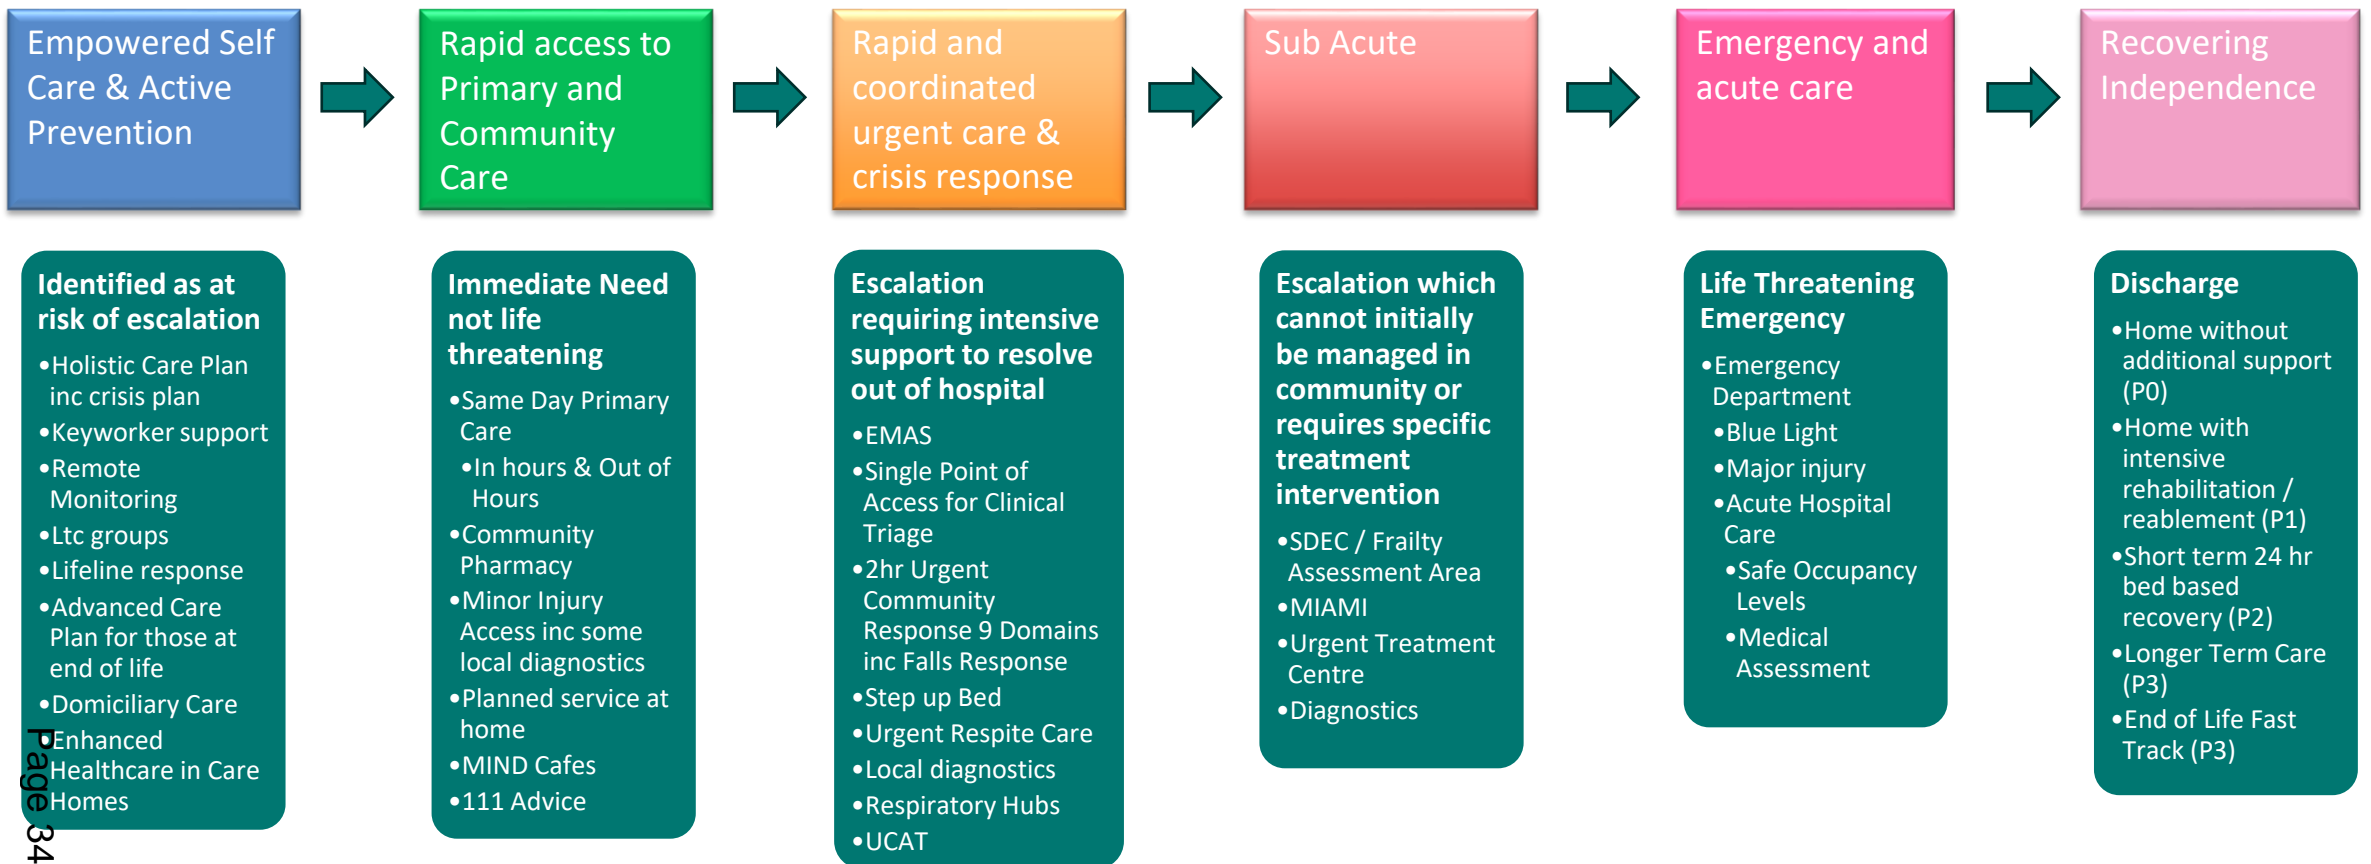 Empowered Self
Care & Active
Prevention
Rapid access to
Primary and
Community
Care
Rapid and
coordinated
urgent care &
crisis response
Sub Acute
Emergency and
acute care
Recovering
Independence
Identified as at
risk of escalation
•Holistic Care Plan
inc crisis plan
•Keyworker support
•Remote
Monitoring
•Ltc groups
•Lifeline response
•Advanced Care
Plan for those at
end of life
•Domiciliary Care
•Enhanced
Healthcare in Care
Homes
Immediate Need
not life
threatening
•Same Day Primary
Care
•In hours & Out of
Hours
•Community
Pharmacy
•Minor Injury
Access inc some
local diagnostics
•Planned service at
home
•MIND Cafes
•111 Advice
Escalation
requiring intensive
support to resolve
out of hospital
•EMAS
•Single Point of
Access for Clinical
Triage
•2hr Urgent
Community
Response 9 Domains
inc Falls Response
•Step up Bed
•Urgent Respite Care
•Local diagnostics
•Respiratory Hubs
•UCAT
Escalation which
cannot initially
be managed in
community or
requires specific
treatment
intervention
•SDEC / Frailty
Assessment Area
•MIAMI
•Urgent Treatment
Centre
•Diagnostics
Life Threatening
Emergency
•Emergency
Department
•Blue Light
•Major injury
•Acute Hospital
Care
•Safe Occupancy
Levels
•Medical
Assessment
Discharge
•Home without
additional support
(P0)
•Home with
intensive
rehabilitation /
reablement (P1)
•Short term 24 hr
bed based
recovery (P2)
•Longer Term Care
(P3)
•End of Life Fast
Track (P3)
Page 34